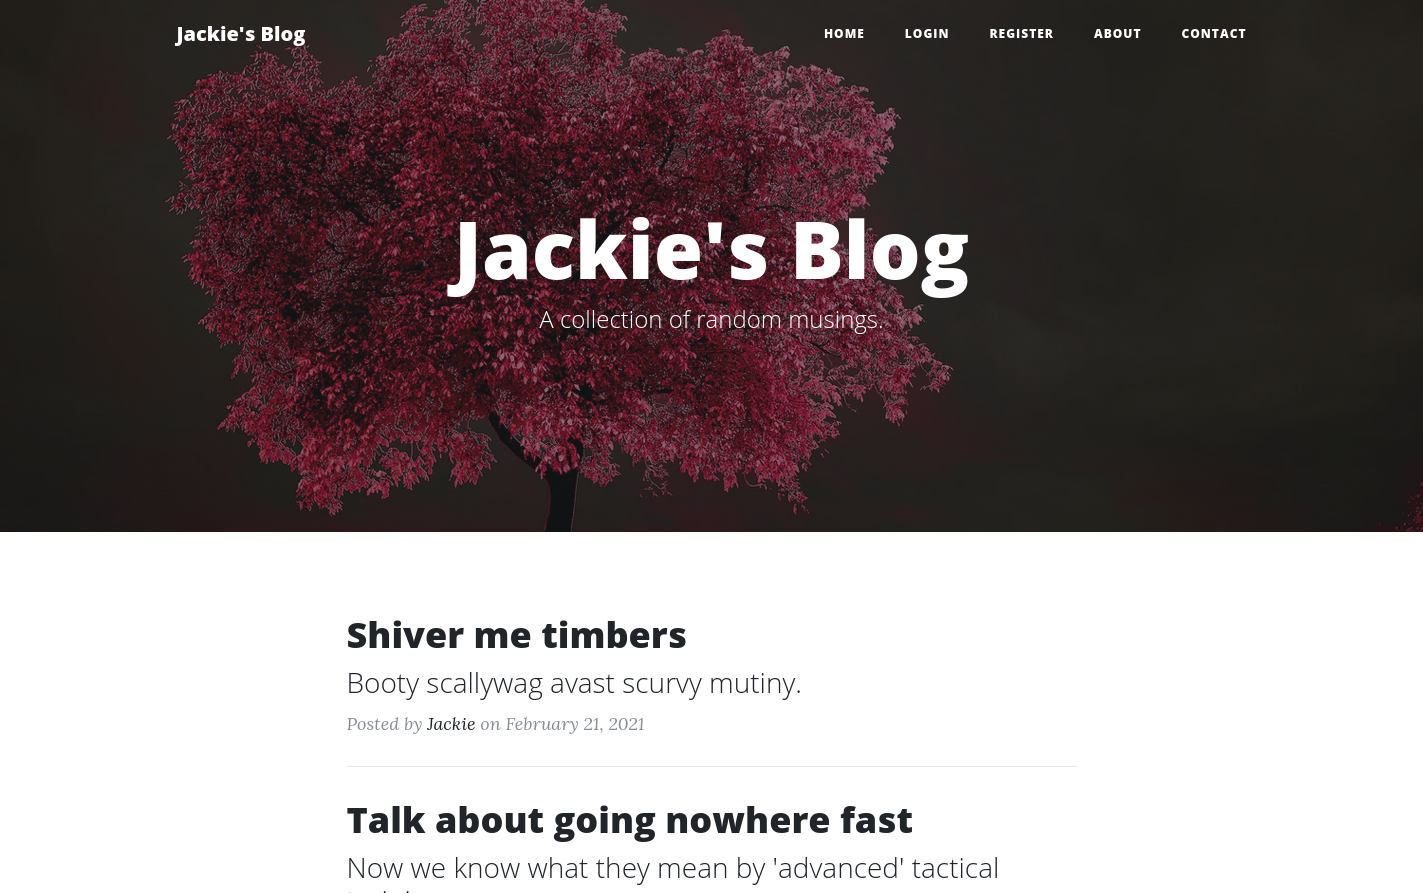 Jackie's Blog
HOME LOGIN REGISTER ABOUT CONTACT
Jackie's Blog
A collection of random musings.
Shiver me timbers
Booty scallywag avast scurvy mutiny.
Posted by Jackie on February 21, 2021
Talk about going nowhere fast
Now we know what they mean by 'advanced' tactical